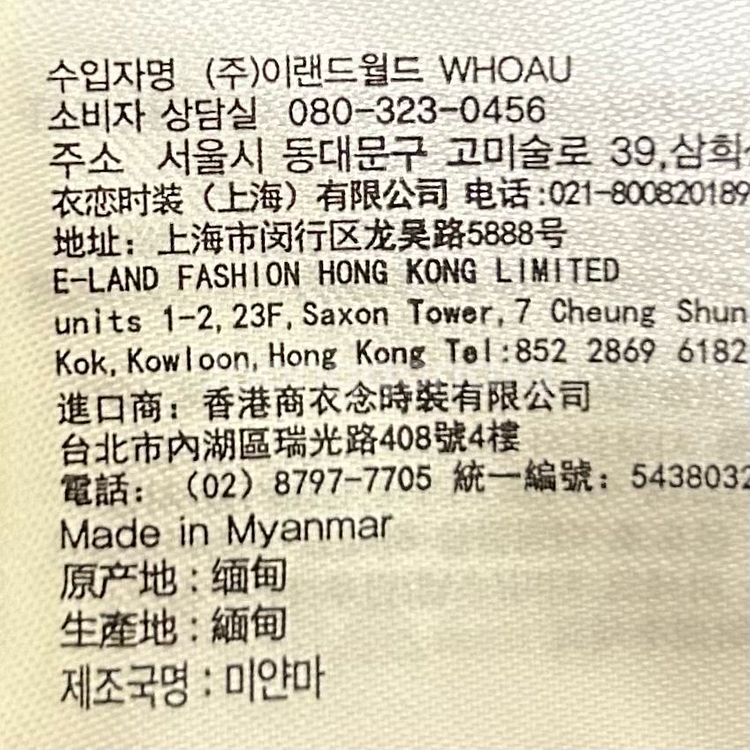 수입자명 (주)이랜드월드 WHOAU
소비자 상담실 080-323-0456
주소 서울시 동대문구 고미술로 39,삼희
衣恋时装（上海）有限公司 电话:021-800820189
地址：上海市闵行区龙吴路5888号
E-LAND FASHION HONG KONG LIMITED
units 1-2,23F,Saxon Tower,7 Cheung Shun
Kok,Kowloon,Hong Kong Tel:852 2869 6182
進口商：香港商衣念時裝有限公司
台北市內湖區瑞光路408號4樓
電話：（02）8797-7705 統一編號：5438032
Made in Myanmar
原产地:缅甸
生產地:緬甸
제조국명:미얀마